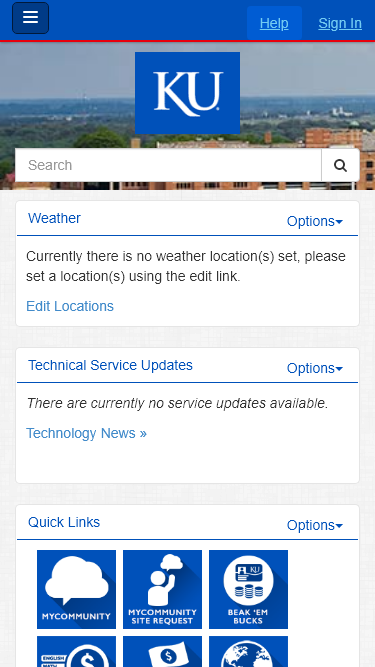 Help Sign In
KU
Search
Weather Options
Currently there is no weather location(s) set, please
set a location(s) using the edit link.
Edit Locations
Technical Service Updates Options
There are currently no service updates available.
Technology News »
Quick Links Options
MYCOMMUNITY
MYCOMMUNITY
SITE REQUEST
KU
BEAK 'EM
BUCKS
ENGLISH
MATH
$
$